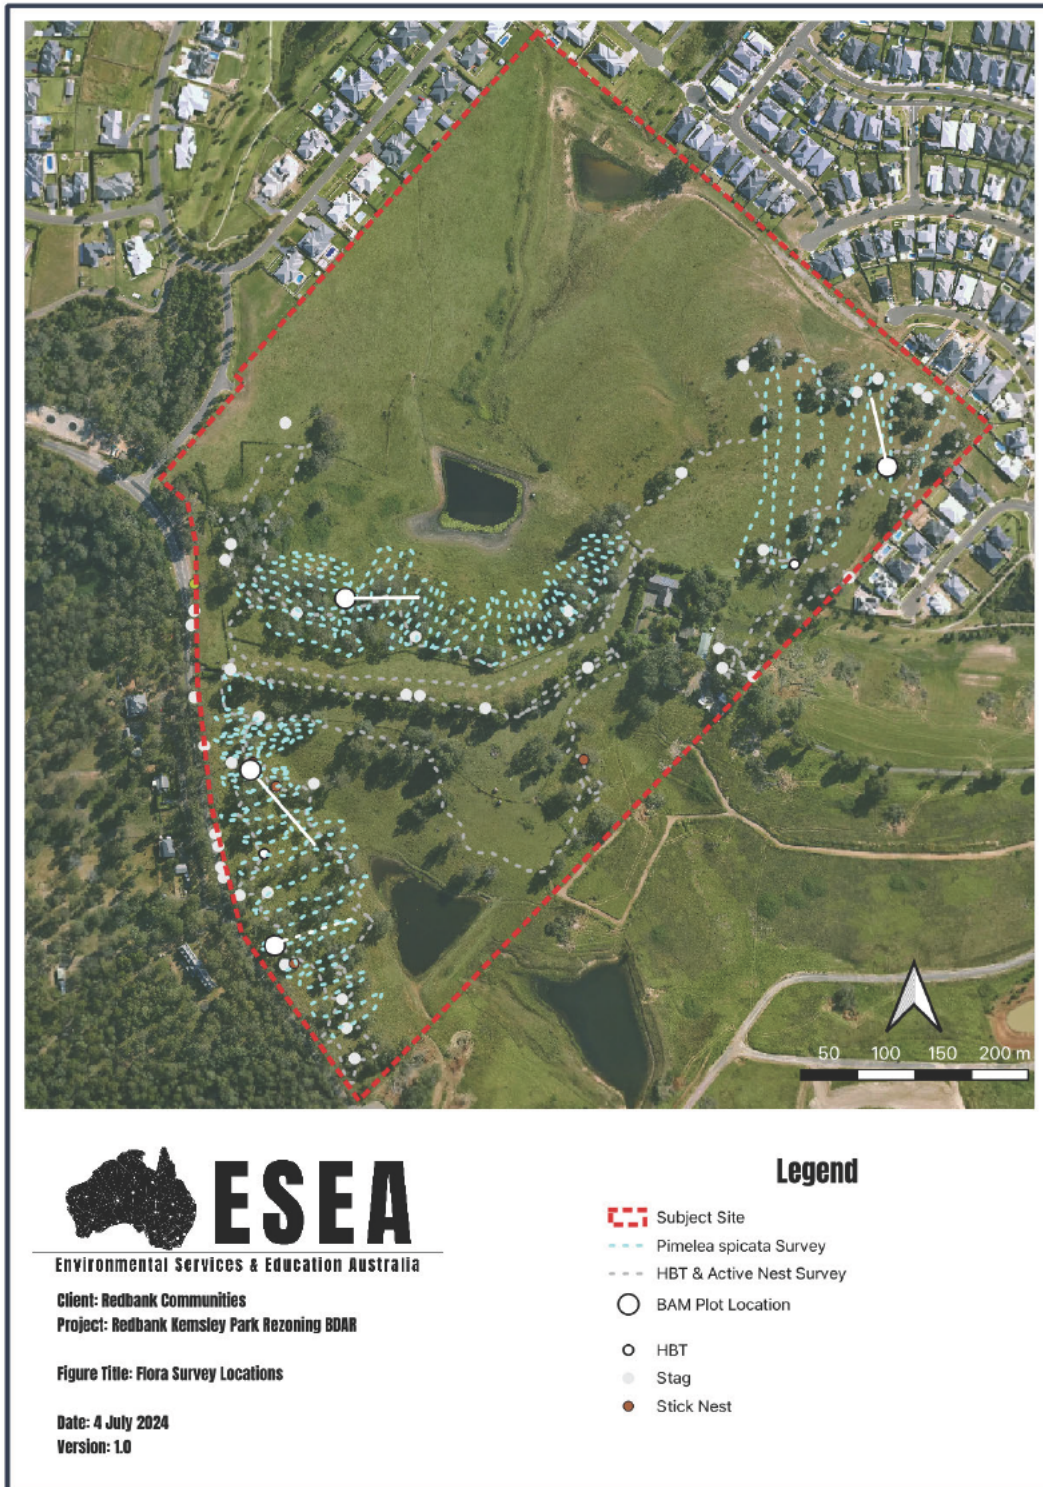 50 100 150 200 m
ESEA
Environmental Services & Education Australia
Client: Redbank Communities
Project: Redbank Kemsley Park Rezoning BDAR
Figure Title: Flora Survey Locations
Date: 4 July 2024
Version: 1.0
Legend
Subject Site
Pimelea spicata Survey
HBT & Active Nest Survey
BAM Plot Location
HBT
Stag
Stick Nest